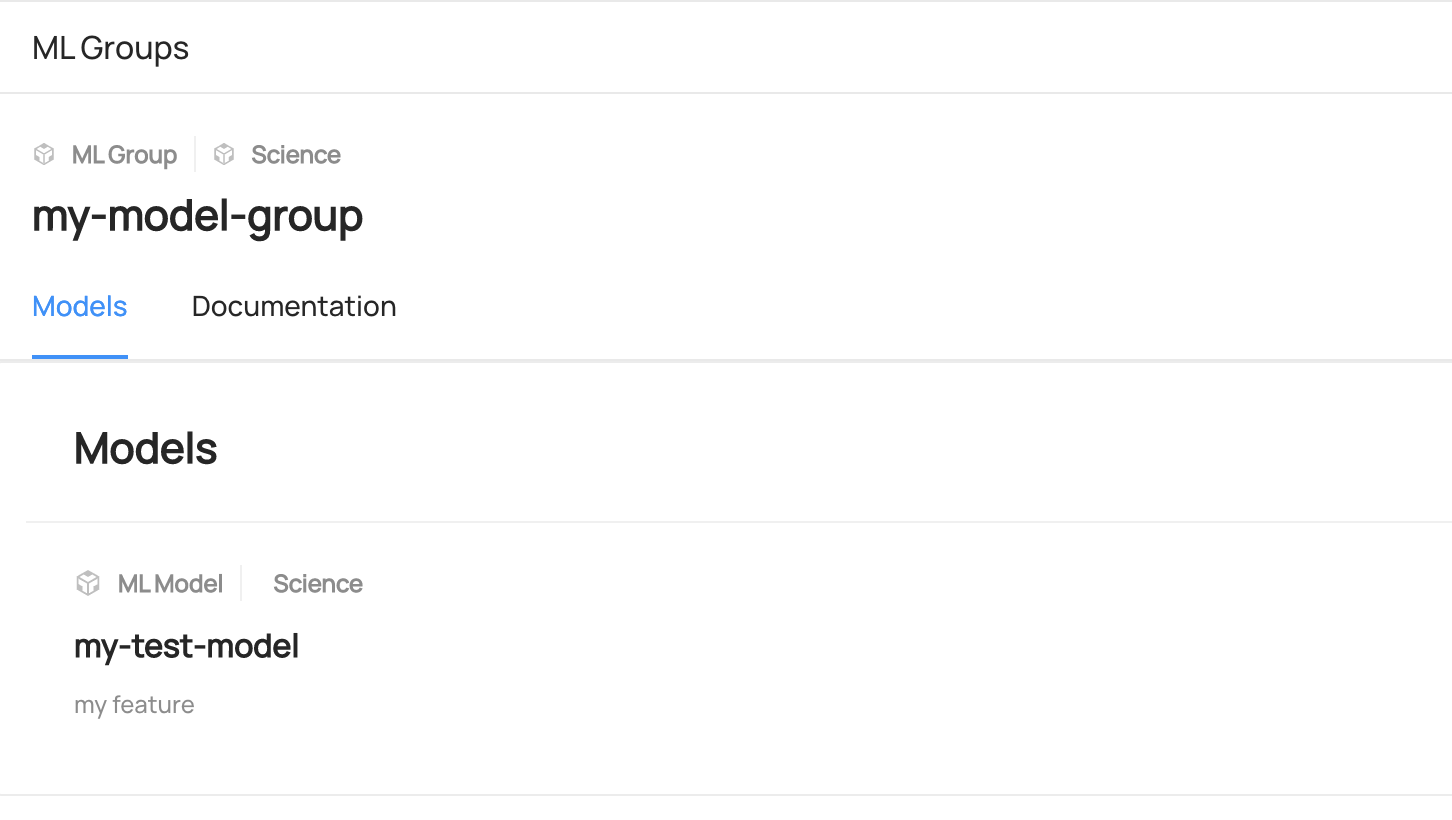 ML Groups
ML Group Science
my-model-group
Models Documentation
Models
ML Model Science
my-test-model
my feature